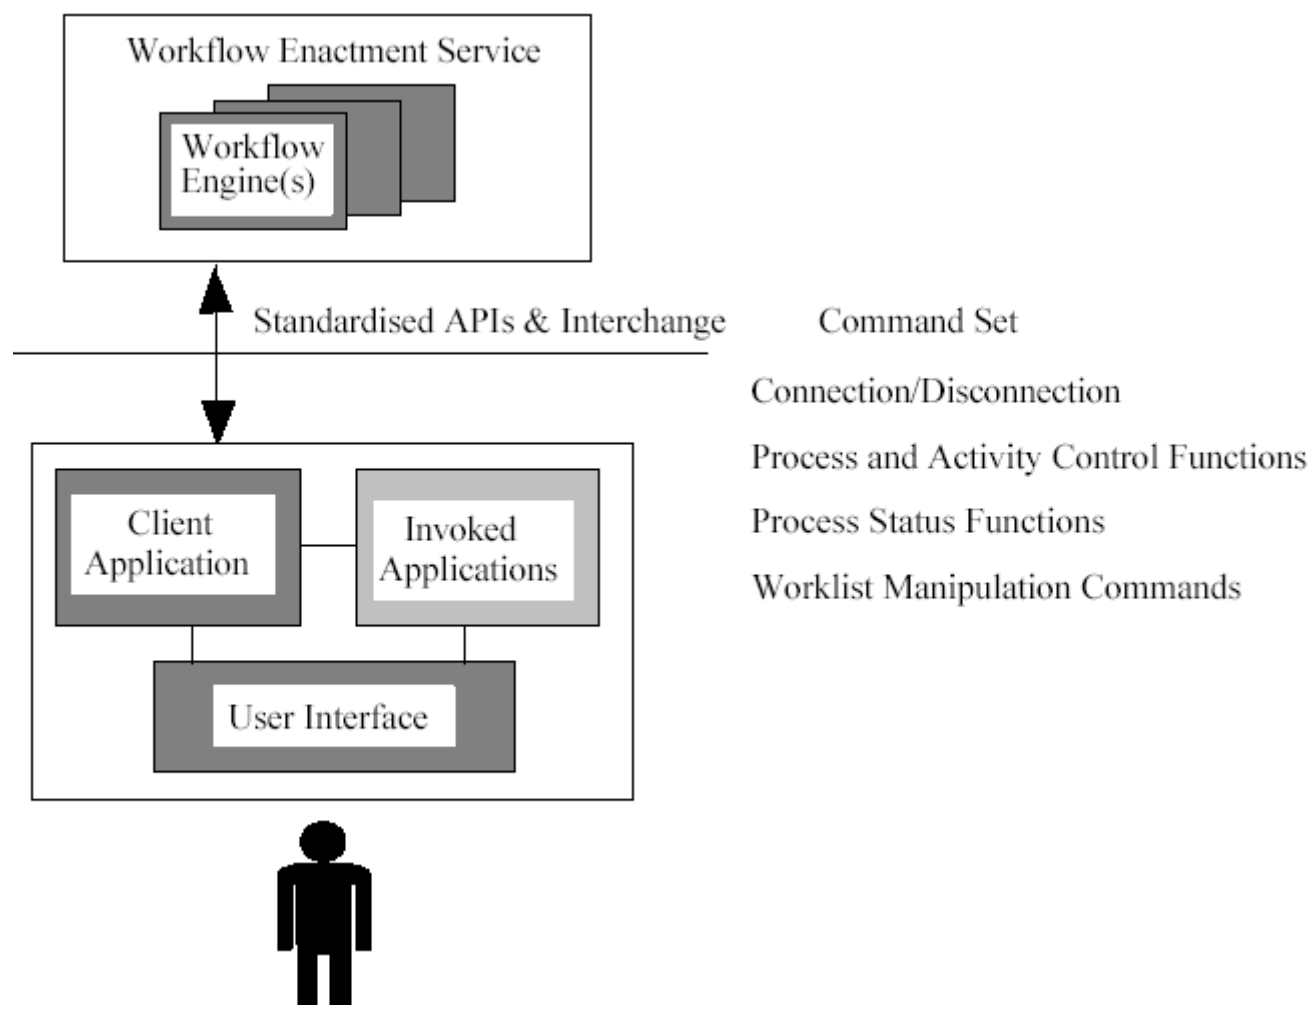 Workflow Enactment Service
Workflow
Engine(s)
Standardised APIs & Interchange
Command Set
Connection/Disconnection
Process and Activity Control Functions
Process Status Functions
Worklist Manipulation Commands
Client
Application
Invoked
Applications
User Interface